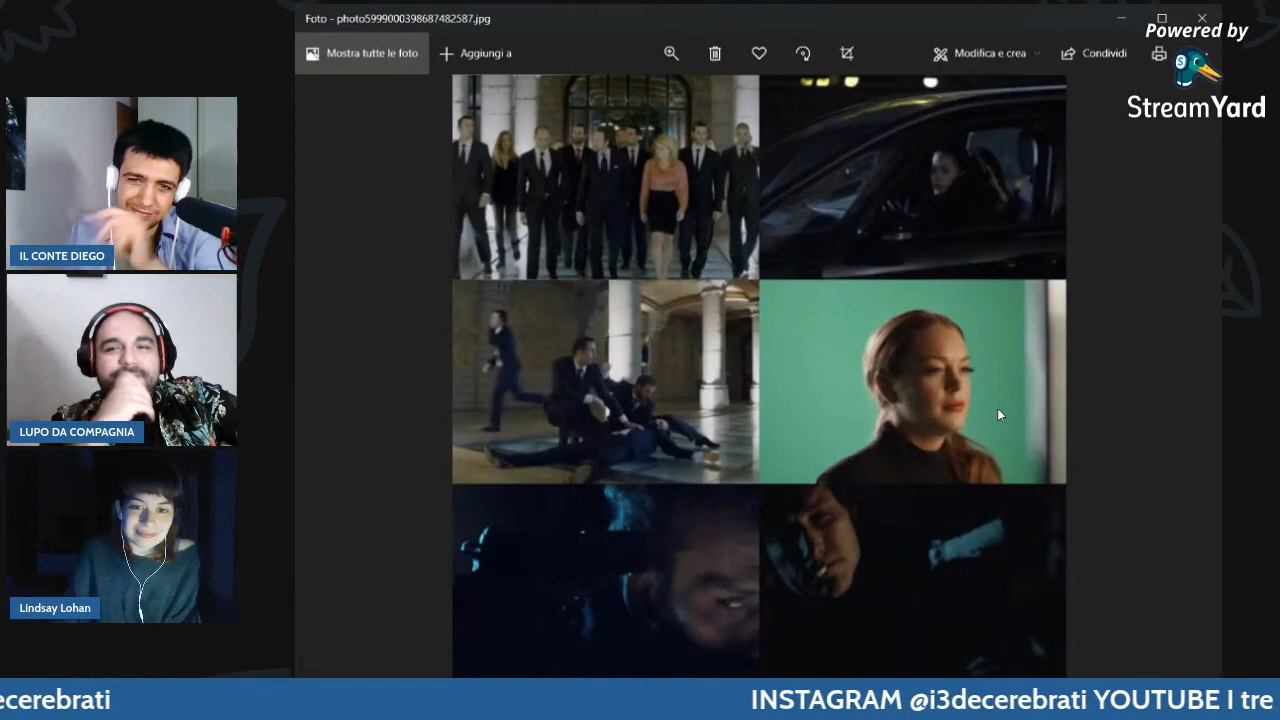 Foto - photo5999000398687482587.jpg
Powered by
StreamYard
Mostra tutte le foto
Aggiungi a
Modifica e crea
Condividi
IL CONTE DIEGO
LUPO DA COMPAGNIA
Lindsay Lohan
ecerebrati
INSTAGRAM @i3decerebrati YOUTUBE I tre